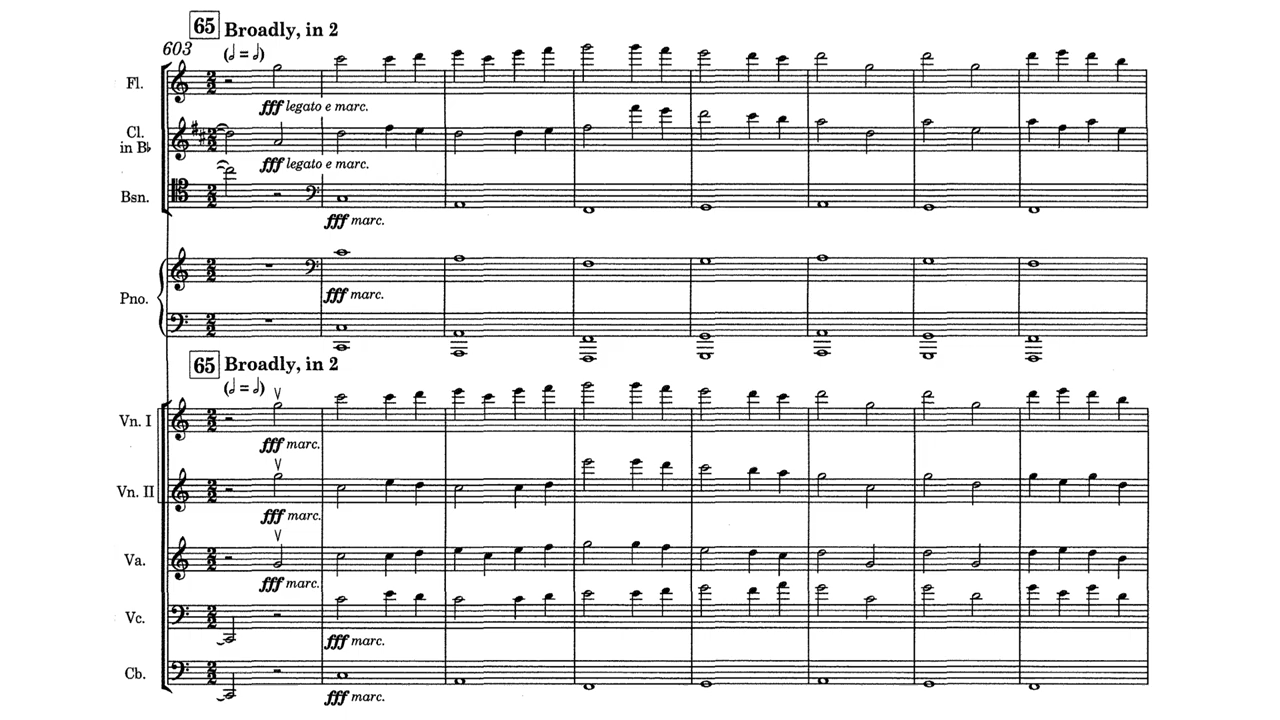 65 Broadly, in 2
603
(𝅗𝅥 = 𝅗𝅥)
Fl.
fff legato e marc.
Cl.
in B♭
fff legato e marc.
Bsn.
fff marc.
Pno.
fff marc.
65 Broadly, in 2
(𝅗𝅥 = 𝅗𝅥)
Vn. I
fff marc.
Vn. II
fff marc.
Va.
fff marc.
Vc.
fff marc.
Cb.
fff marc.